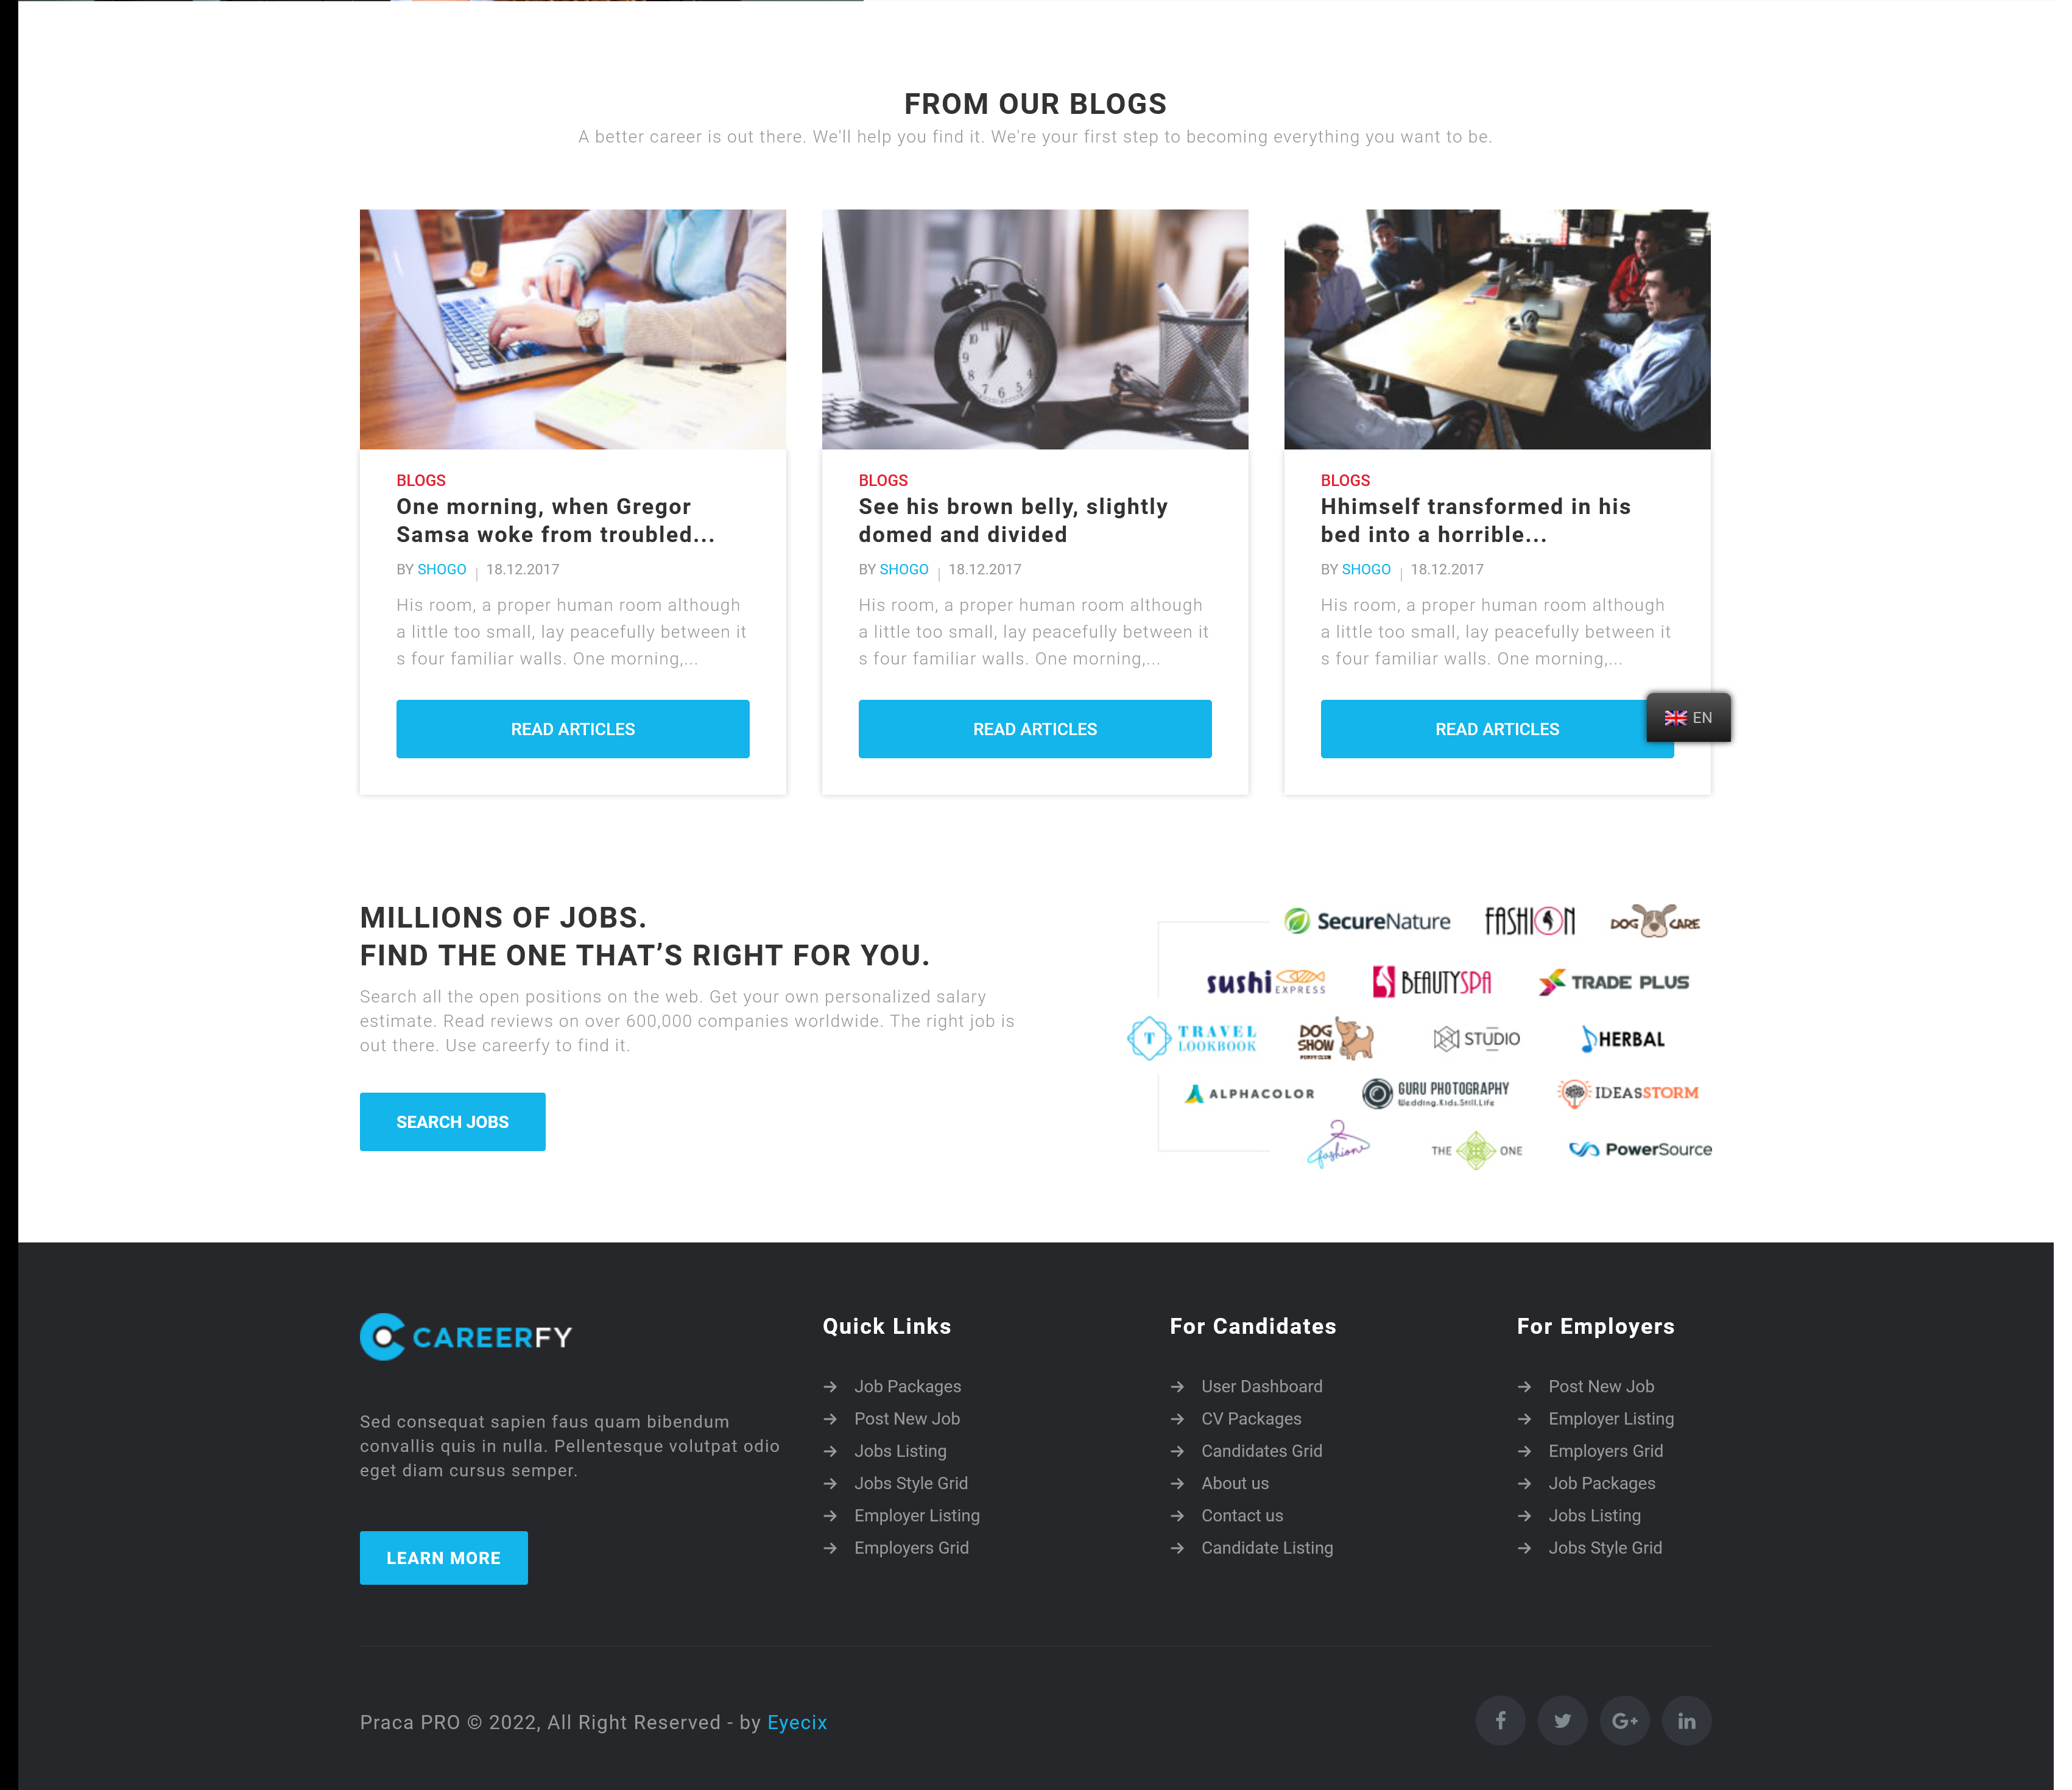 FROM OUR BLOGS
A better career is out there. We'll help you find it. We're your first step to becoming everything you want to be.
BLOGS
One morning, when Gregor
Samsa woke from troubled...
BY SHOGO | 18.12.2017
His room, a proper human room although
a little too small, lay peacefully between it
s four familiar walls. One morning,...
READ ARTICLES
BLOGS
See his brown belly, slightly
domed and divided
BY SHOGO | 18.12.2017
His room, a proper human room although
a little too small, lay peacefully between it
s four familiar walls. One morning,...
READ ARTICLES
BLOGS
Hhimself transformed in his
bed into a horrible...
BY SHOGO | 18.12.2017
His room, a proper human room although
a little too small, lay peacefully between it
s four familiar walls. One morning,...
READ ARTICLES
EN
MILLIONS OF JOBS.
FIND THE ONE THAT’S RIGHT FOR YOU.
Search all the open positions on the web. Get your own personalized salary
estimate. Read reviews on over 600,000 companies worldwide. The right job is
out there. Use careerfy to find it.
SEARCH JOBS
SecureNature
FASHION
DOG CARE
sushi EXPRESS
BEAUTYSPA
TRADE PLUS
T TRAVEL
LOOKBOOK
DOG
SHOW
PUPPY CLUB
STUDIO
HERBAL
ALPHACOLOR
GURU PHOTOGRAPHY
Wedding.Kids.Still.Life
IDEASSTORM
fashion
THE ONE
PowerSource
CAREERFY
Sed consequat sapien faus quam bibendum
convallis quis in nulla. Pellentesque volutpat odio
eget diam cursus semper.
LEARN MORE
Quick Links
Job Packages
Post New Job
Jobs Listing
Jobs Style Grid
Employer Listing
Employers Grid
For Candidates
User Dashboard
CV Packages
Candidates Grid
About us
Contact us
Candidate Listing
For Employers
Post New Job
Employer Listing
Employers Grid
Job Packages
Jobs Listing
Jobs Style Grid
Praca PRO © 2022, All Right Reserved - by Eyecix